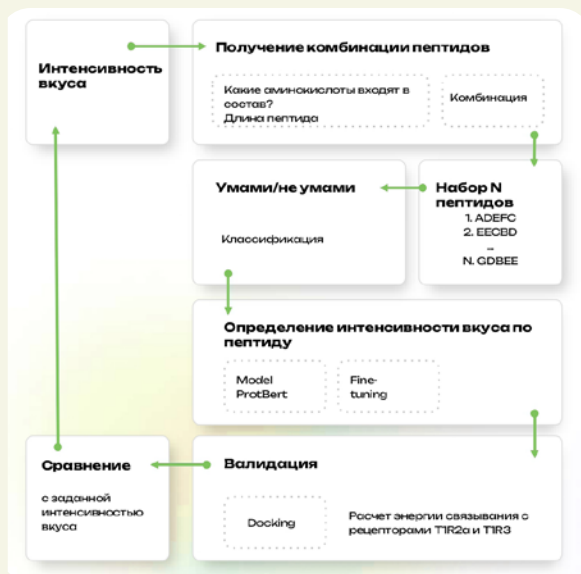 Интенсивность
вкуса
Получение комбинации пептидов
Какие аминокислоты входят в
состав?
Длина пептида
Комбинация
Умами/не умами
Классификация
Набор N
пептидов
1. ADEFC
2. EECBD
...
N. GDBEE
Определение интенсивности вкуса по
пептиду
Model
ProtBert
Fine-
tuning
Сравнение
с заданной
интенсивностью
вкуса
Валидация
Docking
Расчет энергии связывания с
рецепторами T1R2a и T1R3